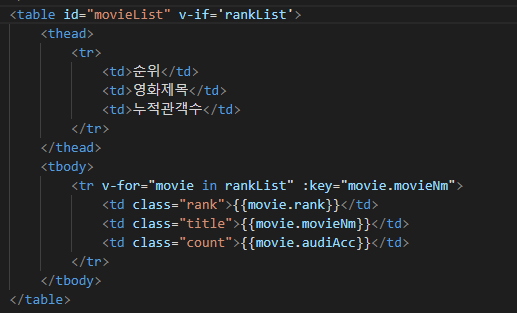 <table id="movieList" v-if='rankList'>
<thead>
<tr>
<td>순위</td>
<td>영화제목</td>
<td>누적관객수</td>
</tr>
</thead>
<tbody>
<tr v-for="movie in rankList" :key="movie.movieNm">
<td class="rank">{{movie.rank}}</td>
<td class="title">{{movie.movieNm}}</td>
<td class="count">{{movie.audiAcc}}</td>
</tr>
</tbody>
</table>